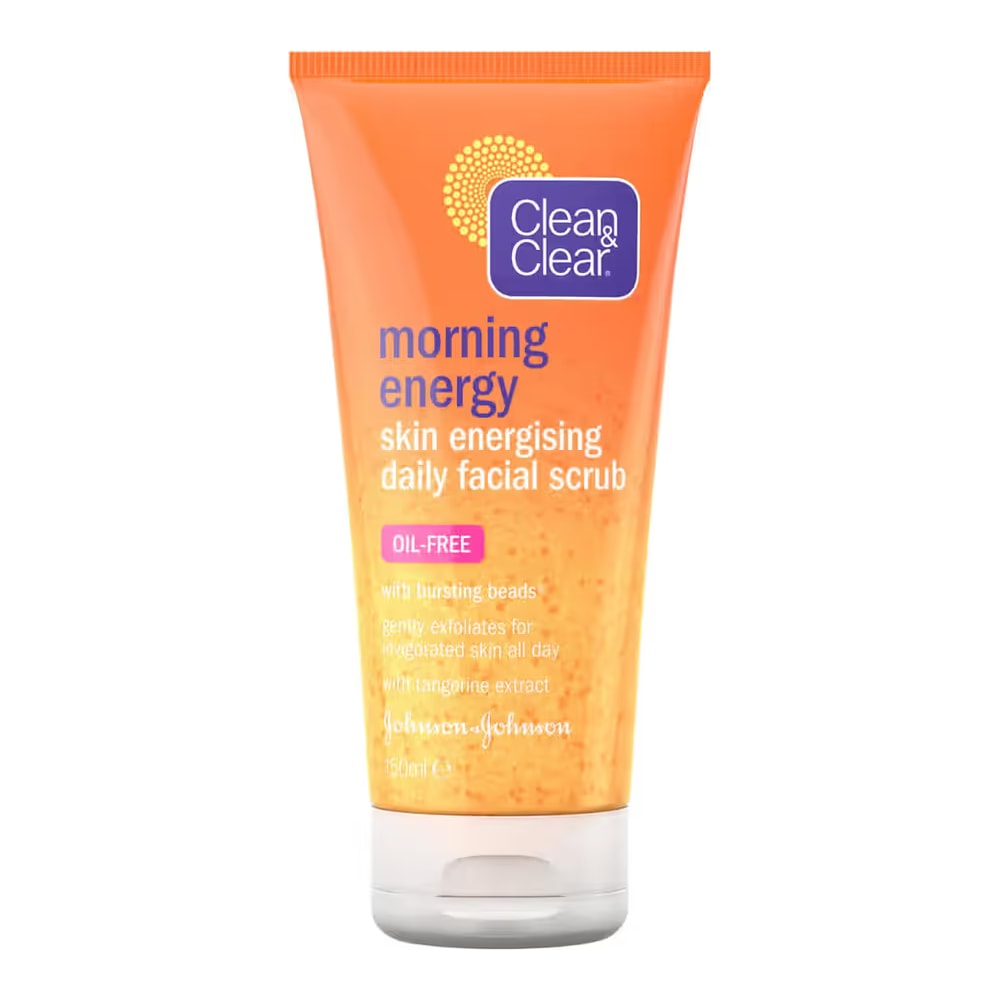 Clean &
Clear®
morning
energy
skin energising
daily facial scrub
OIL-FREE
with bursting beads
gently exfoliates for
invigorated skin all day
with tangerine extract
Johnson & Johnson
150ml ℮